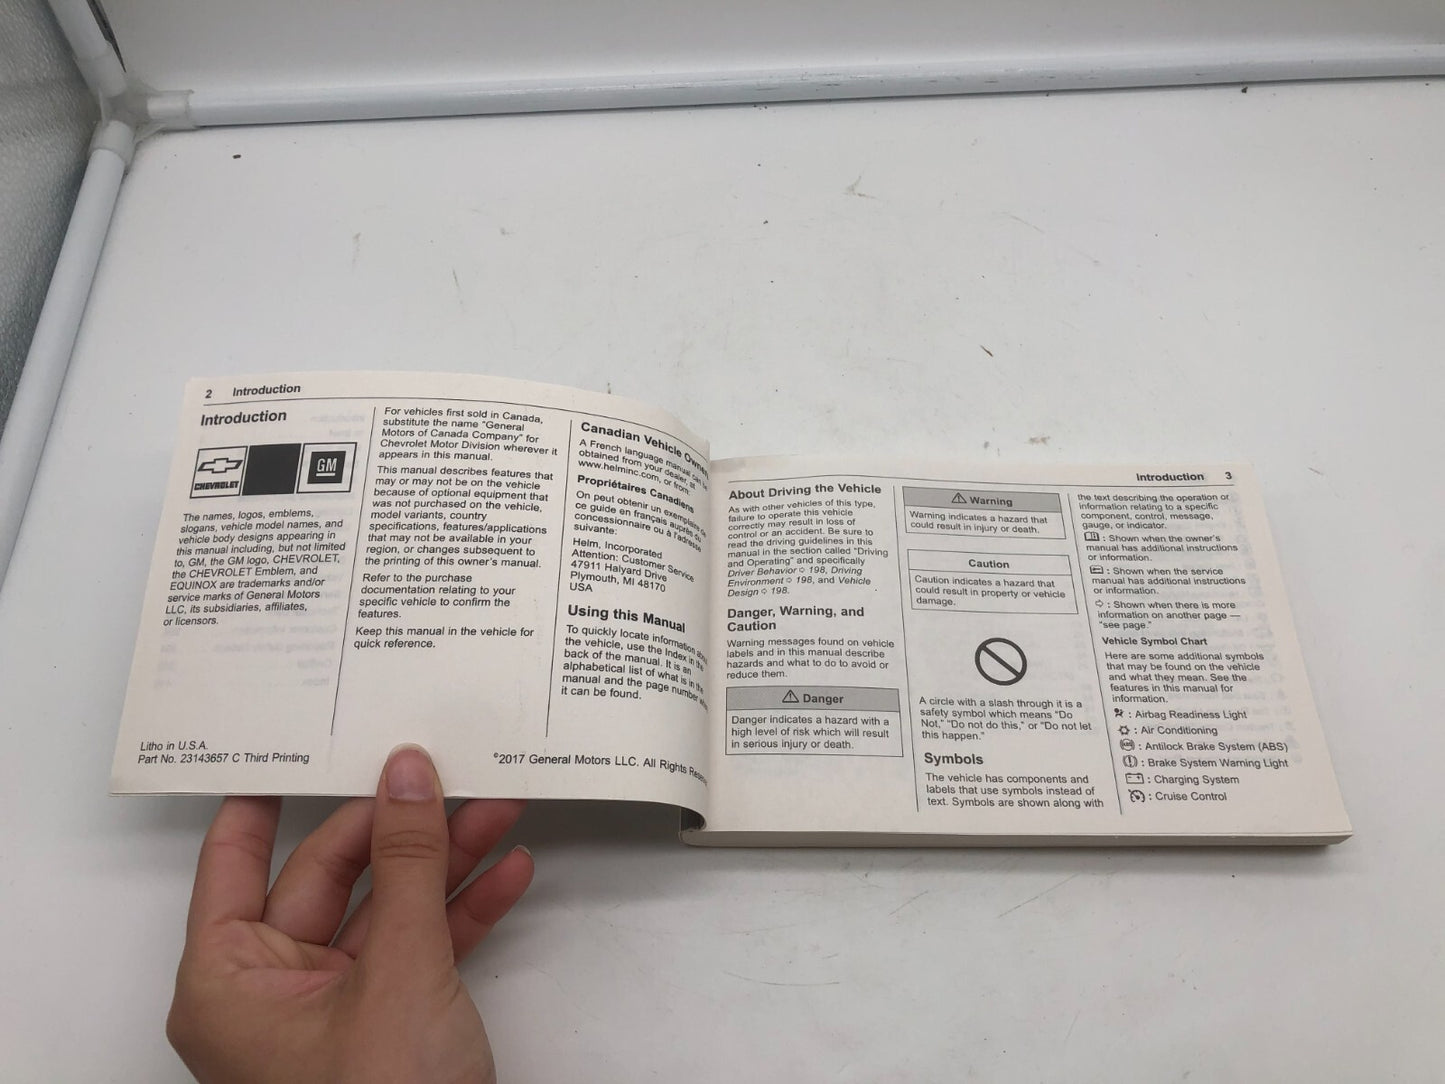 2 Introduction
Introduction
CHEVROLET
GM
The names, logos, emblems,
slogans, vehicle model names, and
vehicle body designs appearing in
this manual including, but not limited
to, GM, the GM logo, CHEVROLET,
the CHEVROLET Emblem, and
EQUINOX are trademarks and/or
service marks of General Motors
LLC, its subsidiaries, affiliates,
or licensors.
Litho in U.S.A.
Part No. 23143657 C Third Printing
For vehicles first sold in Canada,
substitute the name "General
Motors of Canada Company" for
Chevrolet Motor Division wherever it
appears in this manual.
This manual describes features that
may or may not be on the vehicle
because of optional equipment that
was not purchased on the vehicle,
model variants, country
specifications, features/applications
that may not be available in your
region, or changes subsequent to
the printing of this owner's manual.
Refer to the purchase
documentation relating to your
specific vehicle to confirm the
features.
Keep this manual in the vehicle for
quick reference.
Canadian Vehicle
A French language manual can be
obtained from your dealer, at
www.helminc.com, or from:
Propriétaires Canadiens
On peut obtenir un exemplaire de
ce guide en français auprès du
concessionnaire ou à l'adresse
suivante:
Helm, Incorporated
Attention: Customer Service
47911 Halyard Drive
Plymouth, MI 48170
USA
Using this Manual
To quickly locate information
the vehicle, use the Index in the
back of the manual. It is an
alphabetical list of what is in the
manual and the page number
it can be found.
©2017 General Motors LLC. All Rights
Introduction 3
About Driving the Vehicle
As with other vehicles of this type,
failure to operate this vehicle
correctly may result in loss of
control or an accident. Be sure to
read the driving guidelines in this
manual in the section called "Driving
and Operating" and specifically
Driver Behavior ⇨ 198, Driving
Environment ⇨ 198, and Vehicle
Design ⇨ 198.
Danger, Warning, and
Caution
Warning messages found on vehicle
labels and in this manual describe
hazards and what to do to avoid or
reduce them.
⚠ Danger
Danger indicates a hazard with a
high level of risk which will result
in serious injury or death.
⚠ Warning
Warning indicates a hazard that
could result in injury or death.
Caution
Caution indicates a hazard that
could result in property or vehicle
damage.
A circle with a slash through it is a
safety symbol which means "Do
Not," "Do not do this," or "Do not let
this happen."
Symbols
The vehicle has components and
labels that use symbols instead of
text. Symbols are shown along with
the text describing the operation or
information relating to a specific
component, control, message,
gauge, or indicator.
: Shown when the owner's
manual has additional instructions
or information.
: Shown when the service
manual has additional instructions
or information.
⇨ : Shown when there is more
information on another page —
"see page."
Vehicle Symbol Chart
Here are some additional symbols
that may be found on the vehicle
and what they mean. See the
features in this manual for
information.
: Airbag Readiness Light
: Air Conditioning
: Antilock Brake System (ABS)
: Brake System Warning Light
: Charging System
: Cruise Control